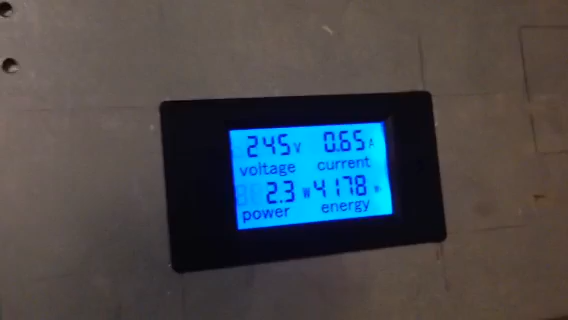 245V 0.65A
voltage current
2.3W 4178
power energy